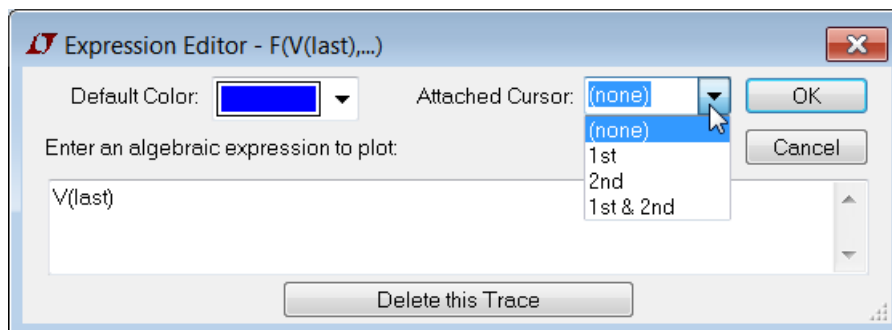 Expression Editor - F(V(last),...)
Default Color: Attached Cursor: (none) OK
(none)
Enter an algebraic expression to plot: Cancel
1st
2nd
V(last)
1st & 2nd
Delete this Trace